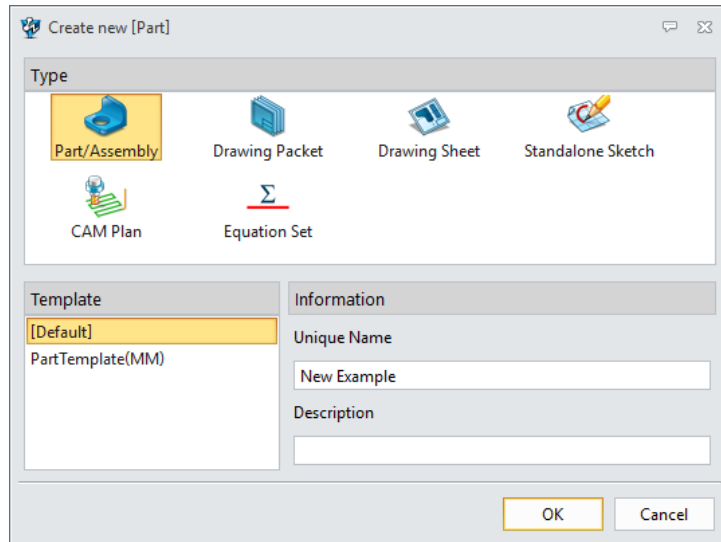 Create new [Part]
Type
Part/Assembly Drawing Packet Drawing Sheet Standalone Sketch
CAM Plan Σ Equation Set
Template
[Default]
PartTemplate(MM)
Information
Unique Name
New Example
Description
OK Cancel